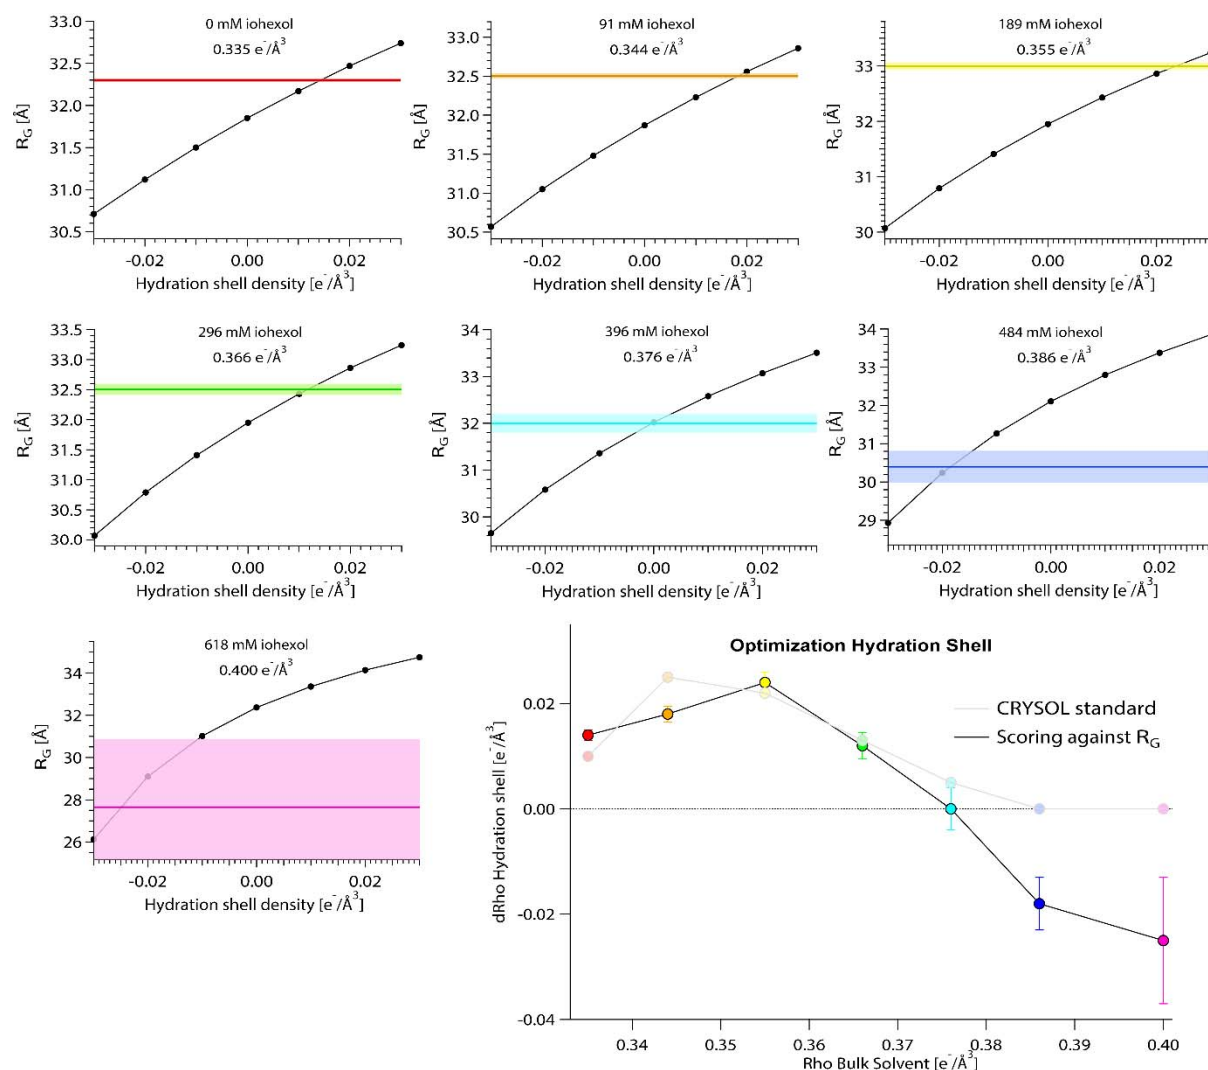 0 mM iohexol
0.335 e⁻/Å³
33.0
32.5
32.0
31.5
31.0
30.5
R_G [Å]
-0.02
0.00
0.02
Hydration shell density [e⁻/Å³]
91 mM iohexol
0.344 e⁻/Å³
33.0
32.5
32.0
31.5
31.0
30.5
R_G [Å]
-0.02
0.00
0.02
Hydration shell density [e⁻/Å³]
189 mM iohexol
0.355 e⁻/Å³
33
32
31
30
R_G [Å]
-0.02
0.00
0.02
Hydration shell density [e⁻/Å³]
296 mM iohexol
0.366 e⁻/Å³
33.5
33.0
32.5
32.0
31.5
31.0
30.5
30.0
R_G [Å]
-0.02
0.00
0.02
Hydration shell density [e⁻/Å³]
396 mM iohexol
0.376 e⁻/Å³
34
33
32
31
30
R_G [Å]
-0.02
0.00
0.02
Hydration shell density [e⁻/Å³]
484 mM iohexol
0.386 e⁻/Å³
34
33
32
31
30
29
R_G [Å]
-0.02
0.00
0.02
Hydration shell density [e⁻/Å³]
618 mM iohexol
0.400 e⁻/Å³
34
32
30
28
26
R_G [Å]
-0.02
0.00
0.02
Hydration shell density [e⁻/Å³]
Optimization Hydration Shell
CRYSOL standard
Scoring against R_G
0.02
0.00
-0.02
-0.04
dRho Hydration shell [e⁻/Å³]
0.34
0.35
0.36
0.37
0.38
0.39
0.40
Rho Bulk Solvent [e⁻/Å³]